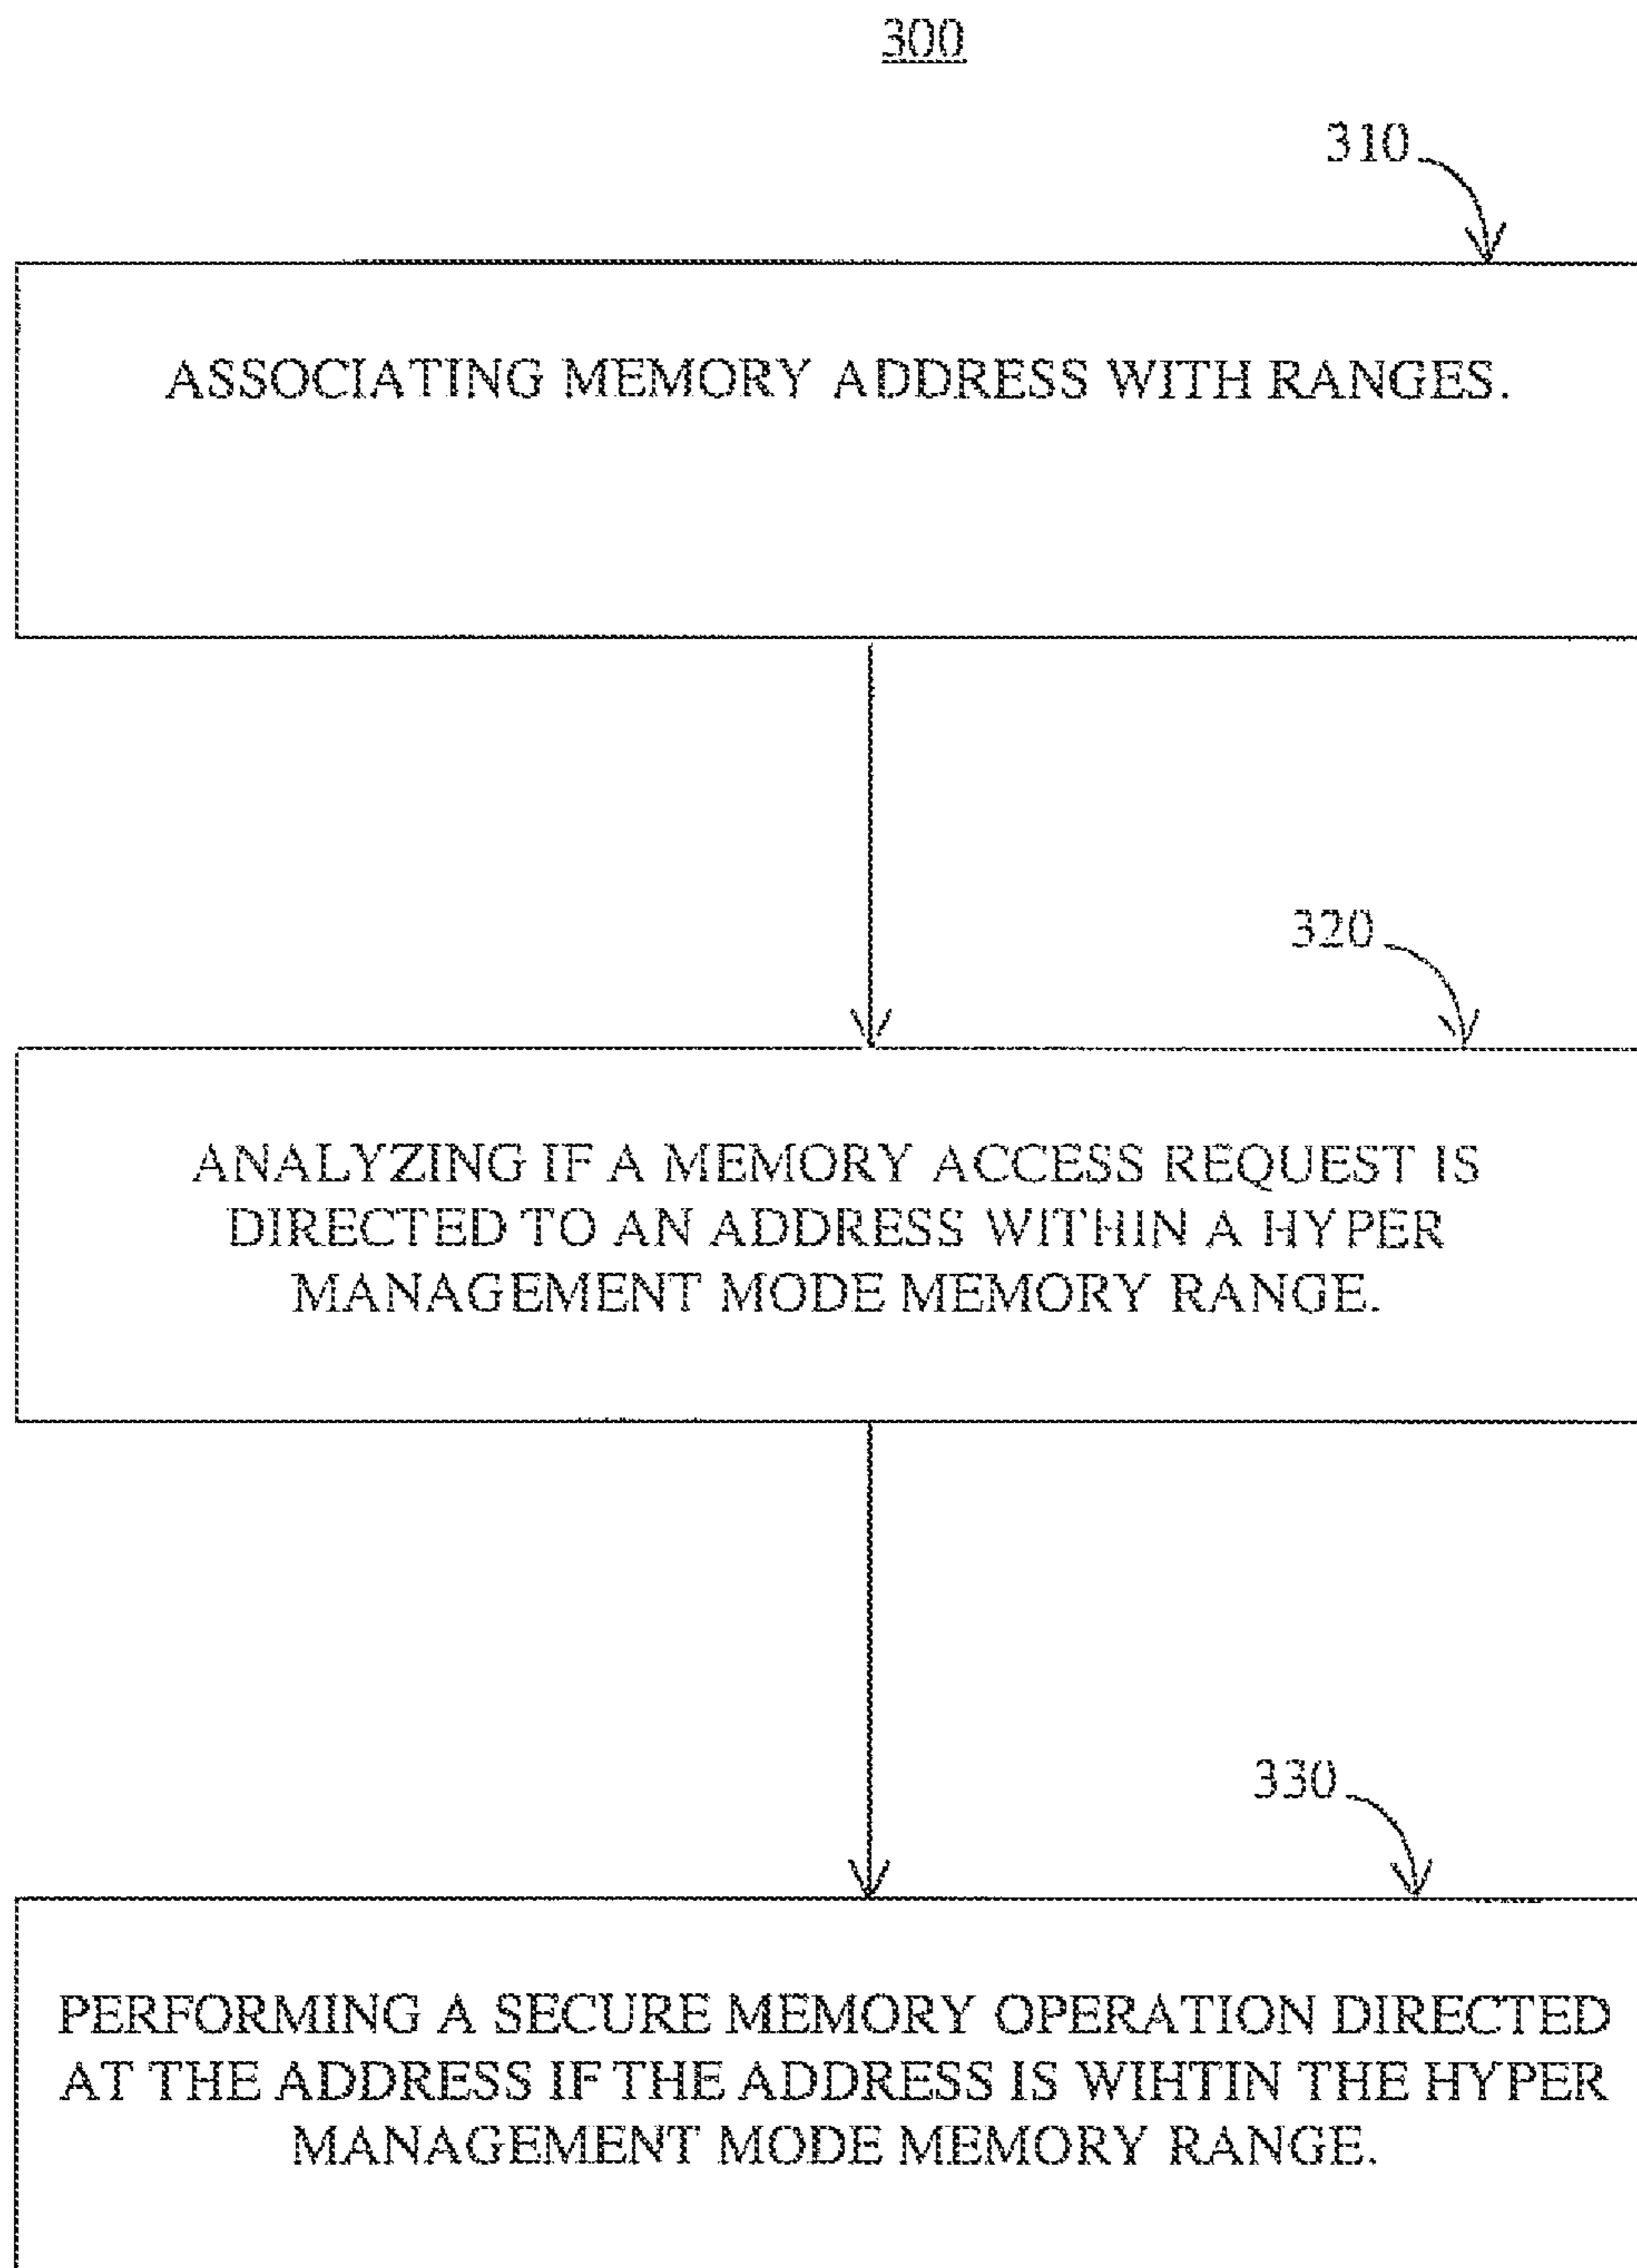 300
310
ASSOCIATING MEMORY ADDRESS WITH RANGES.
320
ANALYZING IF A MEMORY ACCESS REQUEST IS
DIRECTED TO AN ADDRESS WITHIN A HYPER
MANAGEMENT MODE MEMORY RANGE.
330
PERFORMING A SECURE MEMORY OPERATION DIRECTED
AT THE ADDRESS IF THE ADDRESS IS WIHTIN THE HYPER
MANAGEMENT MODE MEMORY RANGE.